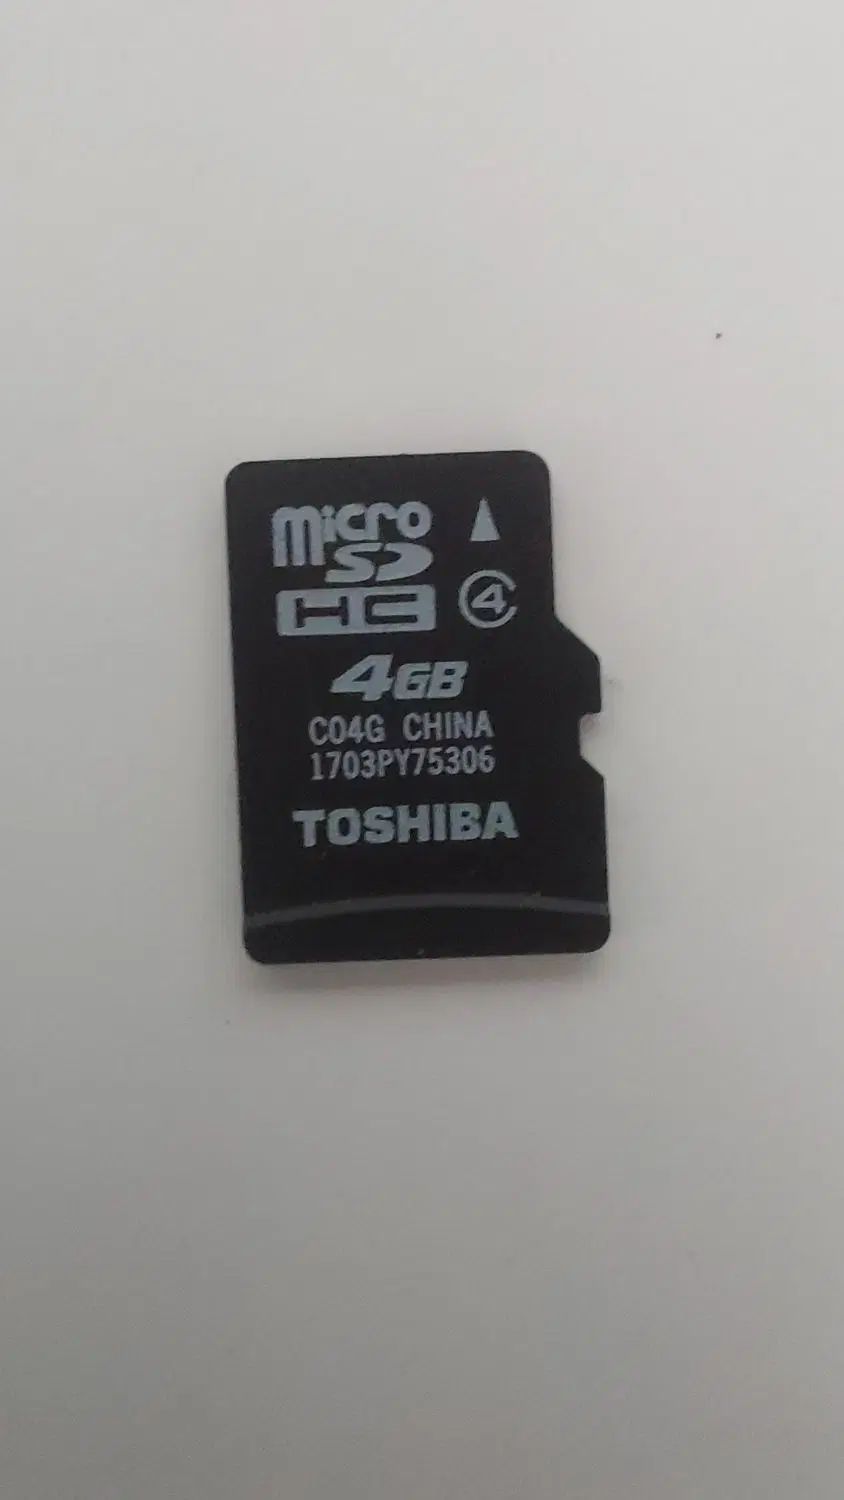 micro
SD
HC 4
4GB
C04G CHINA
1703PY75306
TOSHIBA